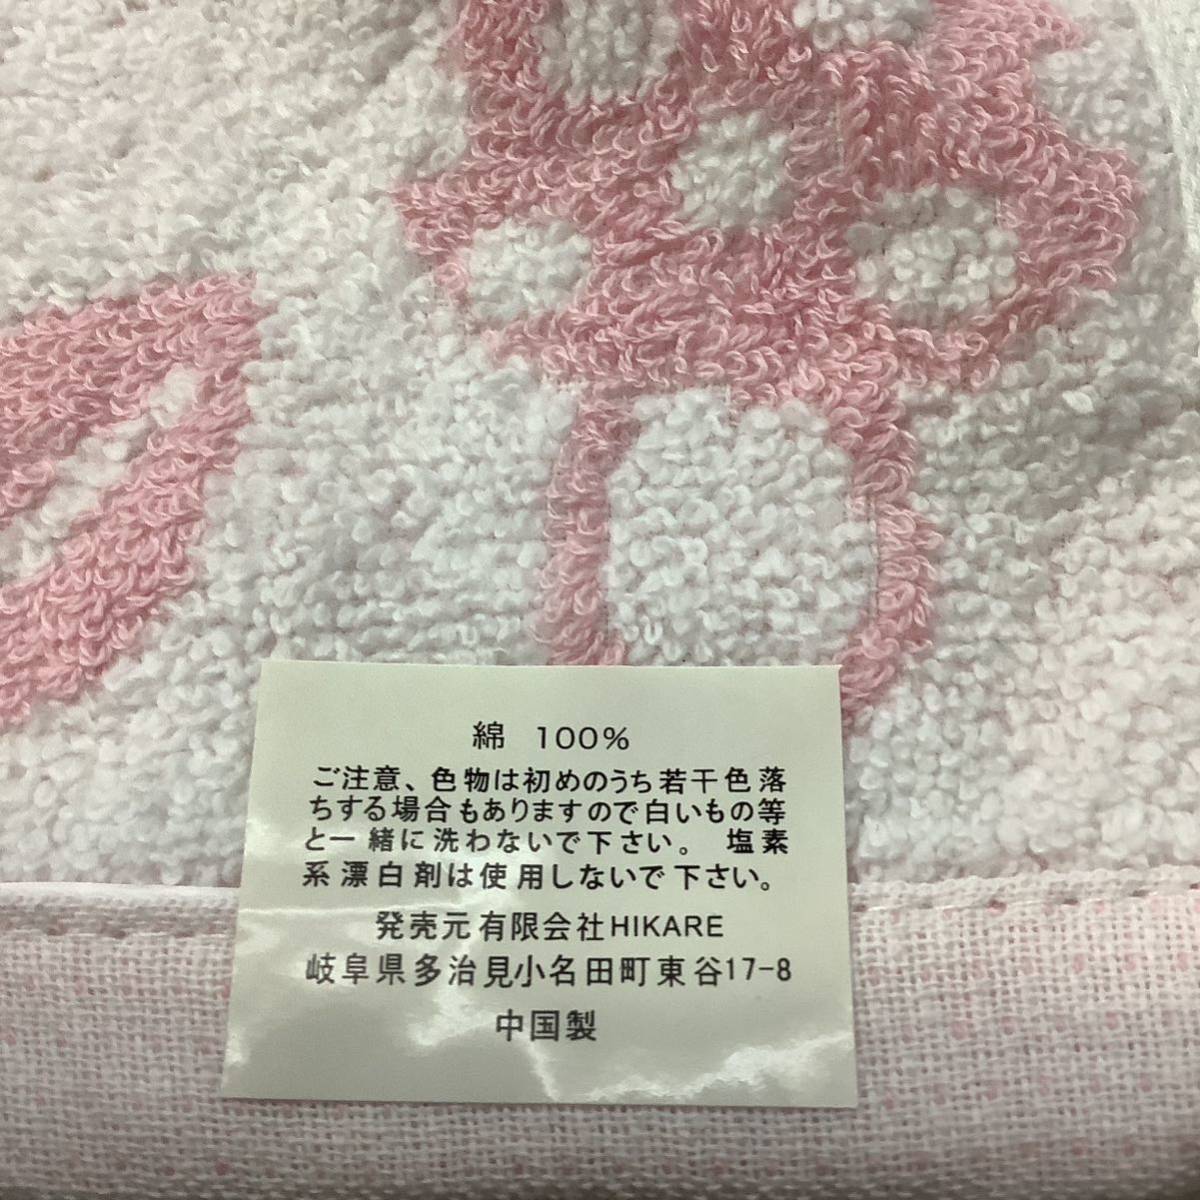 綿 100%
ご注意、色物は初めのうち若干色落
ちする場合もありますので白いもの等
と一緒に洗わないで下さい。 塩素
系漂白剤は使用しないで下さい。
発売元有限会社HIKARE
岐阜県多治見小名田町東谷17-8
中国製